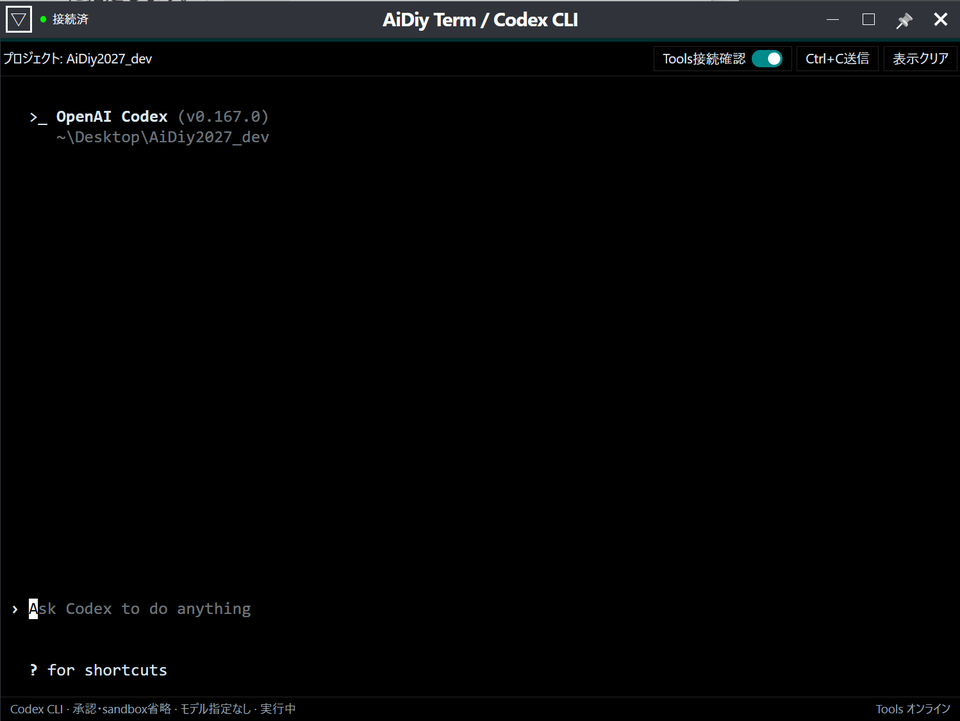 接続済
AiDiy Term / Codex CLI
プロジェクト: AiDiy2027_dev
Tools接続確認
Ctrl+C送信
表示クリア
>_ OpenAI Codex (v0.167.0)
~\Desktop\AiDiy2027_dev
› Ask Codex to do anything
? for shortcuts
Codex CLI · 承認・sandbox省略 · モデル指定なし · 実行中
Tools オンライン